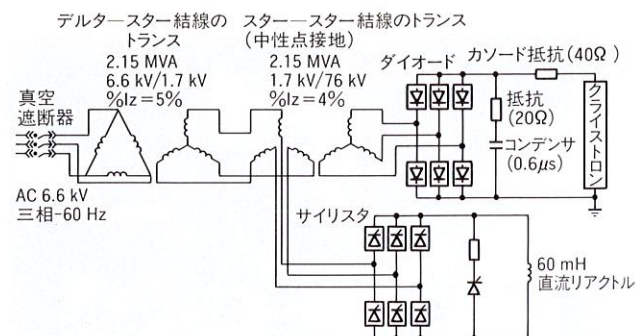 デルタ―スター結線の
トランス
2.15 MVA
6.6 kV/1.7 kV
%Iz＝5%
スター―スター結線のトランス
(中性点接地)
2.15 MVA
1.7 kV/76 kV
%Iz＝4%
ダイオード
カソード抵抗(40Ω)
真空
遮断器
抵抗
(20Ω)
コンデンサ
(0.6μs)
クライストロン
AC 6.6 kV
三相-60 Hz
サイリスタ
60 mH
直流リアクトル